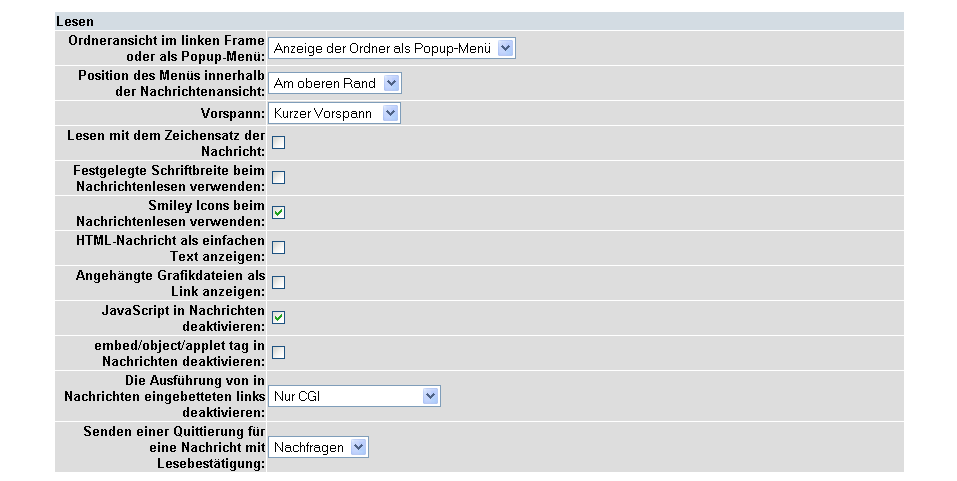 Lesen
Ordneransicht im linken Frame
oder als Popup-Menü:
Anzeige der Ordner als Popup-Menü
Position des Menüs innerhalb
der Nachrichtenansicht:
Am oberen Rand
Vorspann:
Kurzer Vorspann
Lesen mit dem Zeichensatz der
Nachricht:
Festgelegte Schriftbreite beim
Nachrichtenlesen verwenden:
Smiley Icons beim
Nachrichtenlesen verwenden:
HTML-Nachricht als einfachen
Text anzeigen:
Angehängte Grafikdateien als
Link anzeigen:
JavaScript in Nachrichten
deaktivieren:
embed/object/applet tag in
Nachrichten deaktivieren:
Die Ausführung von in
Nachrichten eingebetteten links
deaktivieren:
Nur CGI
Senden einer Quittierung für
eine Nachricht mit
Lesebestätigung:
Nachfragen